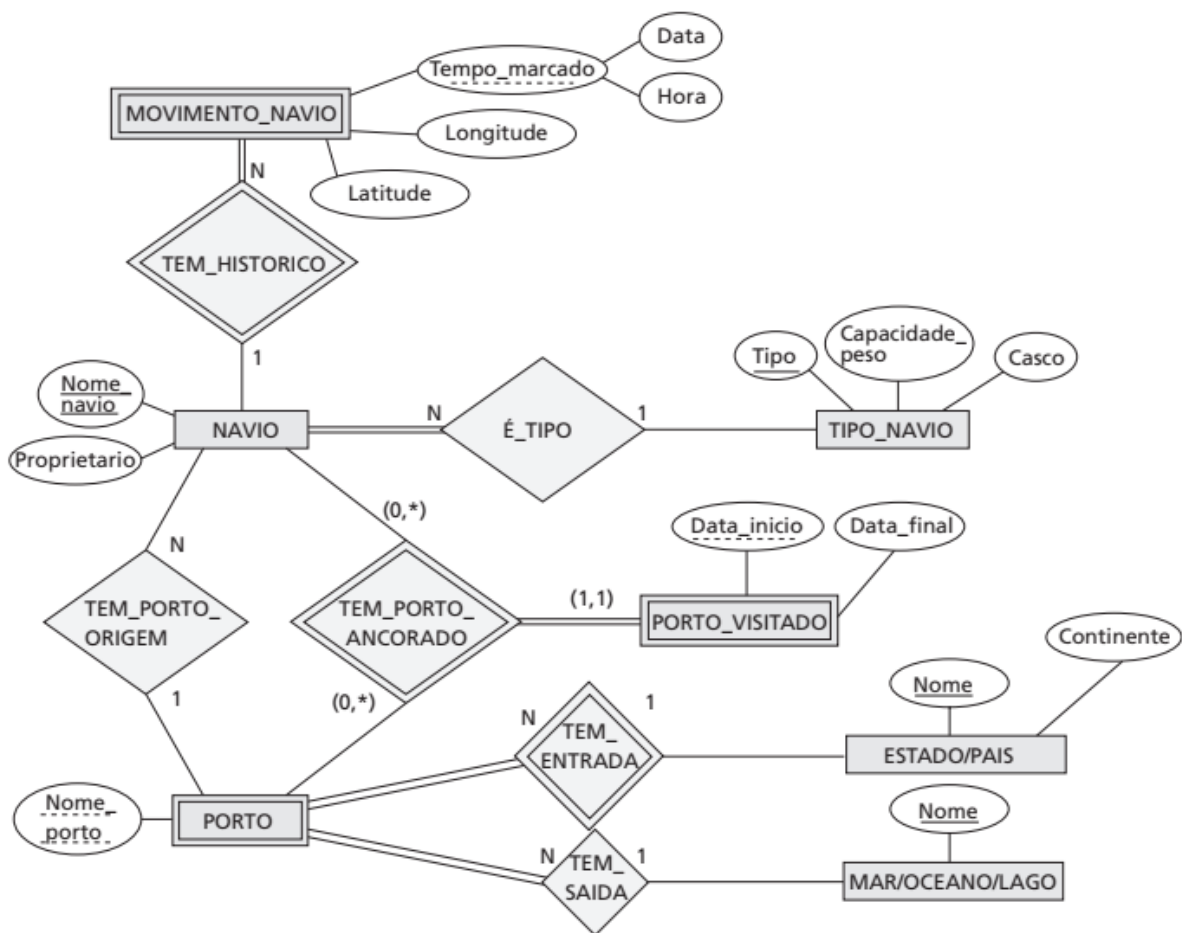 Data
Tempo_marcado
Hora
MOVIMENTO_NAVIO
Longitude
N
Latitude
TEM_HISTORICO
1
Nome_
navio
Proprietario
NAVIO
N
É_TIPO
1
Tipo
Capacidade_
peso
Casco
TIPO_NAVIO
(0,*)
Data_inicio
Data_final
N
TEM_PORTO_
ORIGEM
1
TEM_PORTO_
ANCORADO
(1,1)
PORTO_VISITADO
(0,*)
Continente
Nome
N
TEM_
ENTRADA
1
ESTADO/PAIS
Nome_
porto
PORTO
Nome
N
TEM_
SAIDA
1
MAR/OCEANO/LAGO